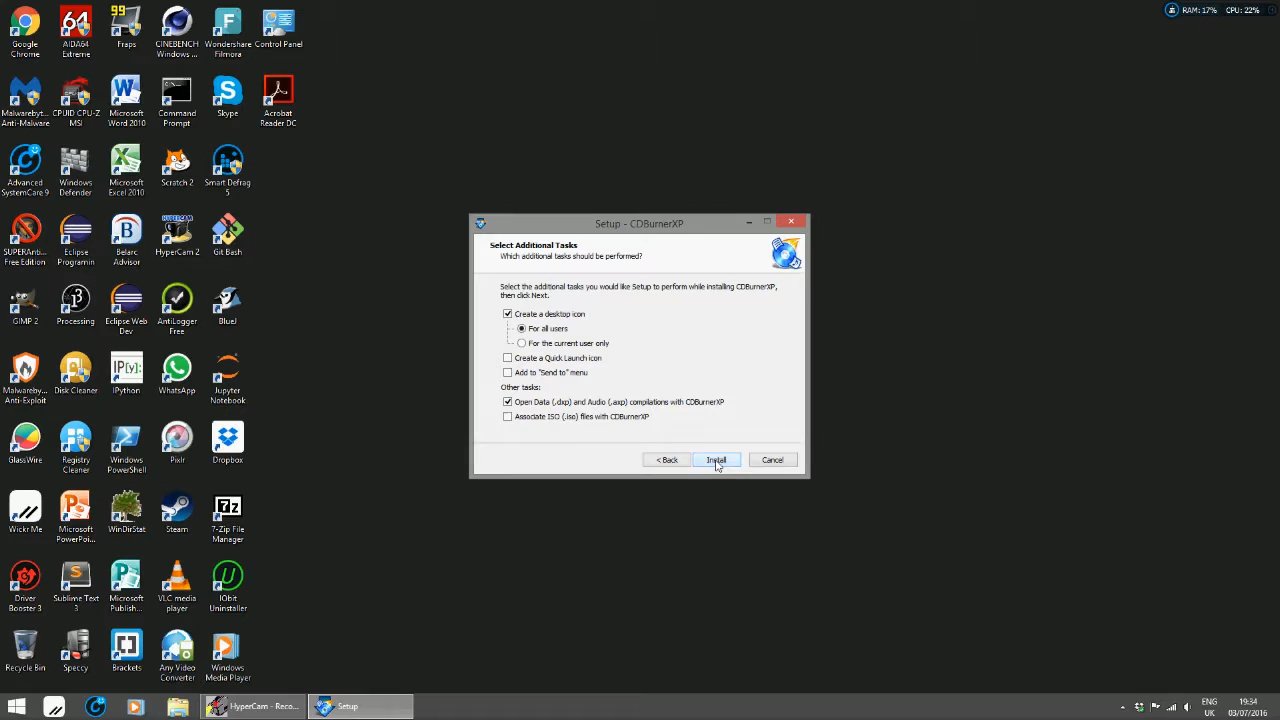 RAM: 17% CPU: 22%
99
64
Google Chrome
AIDA64 Extreme
Fraps
CINEBENCH Windows ...
Wondershare Filmora
Control Panel
Malwarebyt... Anti-Malware
CPUID CPU-Z MSI
Microsoft Word 2010
Command Prompt
Skype
Acrobat Reader DC
Advanced SystemCare 9
Windows Defender
Microsoft Excel 2010
Scratch 2
Smart Defrag 5
SUPERAnti... Free Edition
Eclipse Programin
Belarc Advisor
HyperCam 2
Git Bash
GIMP 2
Processing
Eclipse Web Dev
AntiLogger Free
BlueJ
Malwareby... Anti-Exploit
Disk Cleaner
IP[y]:
IPython
WhatsApp
Jupyter Notebook
GlassWire
Registry Cleaner
Windows PowerShell
Pixlr
Dropbox
Wickr Me
Microsoft PowerPoi...
WinDirStat
Steam
7z
7-Zip File Manager
Driver Booster 3
Sublime Text 3
Microsoft Publish...
VLC media player
IObit Uninstaller
Recycle Bin
Speccy
Brackets
Any Video Converter
Windows Media Player
Setup - CDBurnerXP
Select Additional Tasks
Which additional tasks should be performed?
Select the additional tasks you would like Setup to perform while installing CDBurnerXP,
then click Next.
Create a desktop icon
For all users
For the current user only
Create a Quick Launch icon
Add to "Send to" menu
Other tasks:
Open Data (.dxp) and Audio (.axp) compilations with CDBurnerXP
Associate ISO (.iso) files with CDBurnerXP
< Back
Install
Cancel
HyperCam - Reco...
Setup
ENG
UK
19:34
03/07/2016